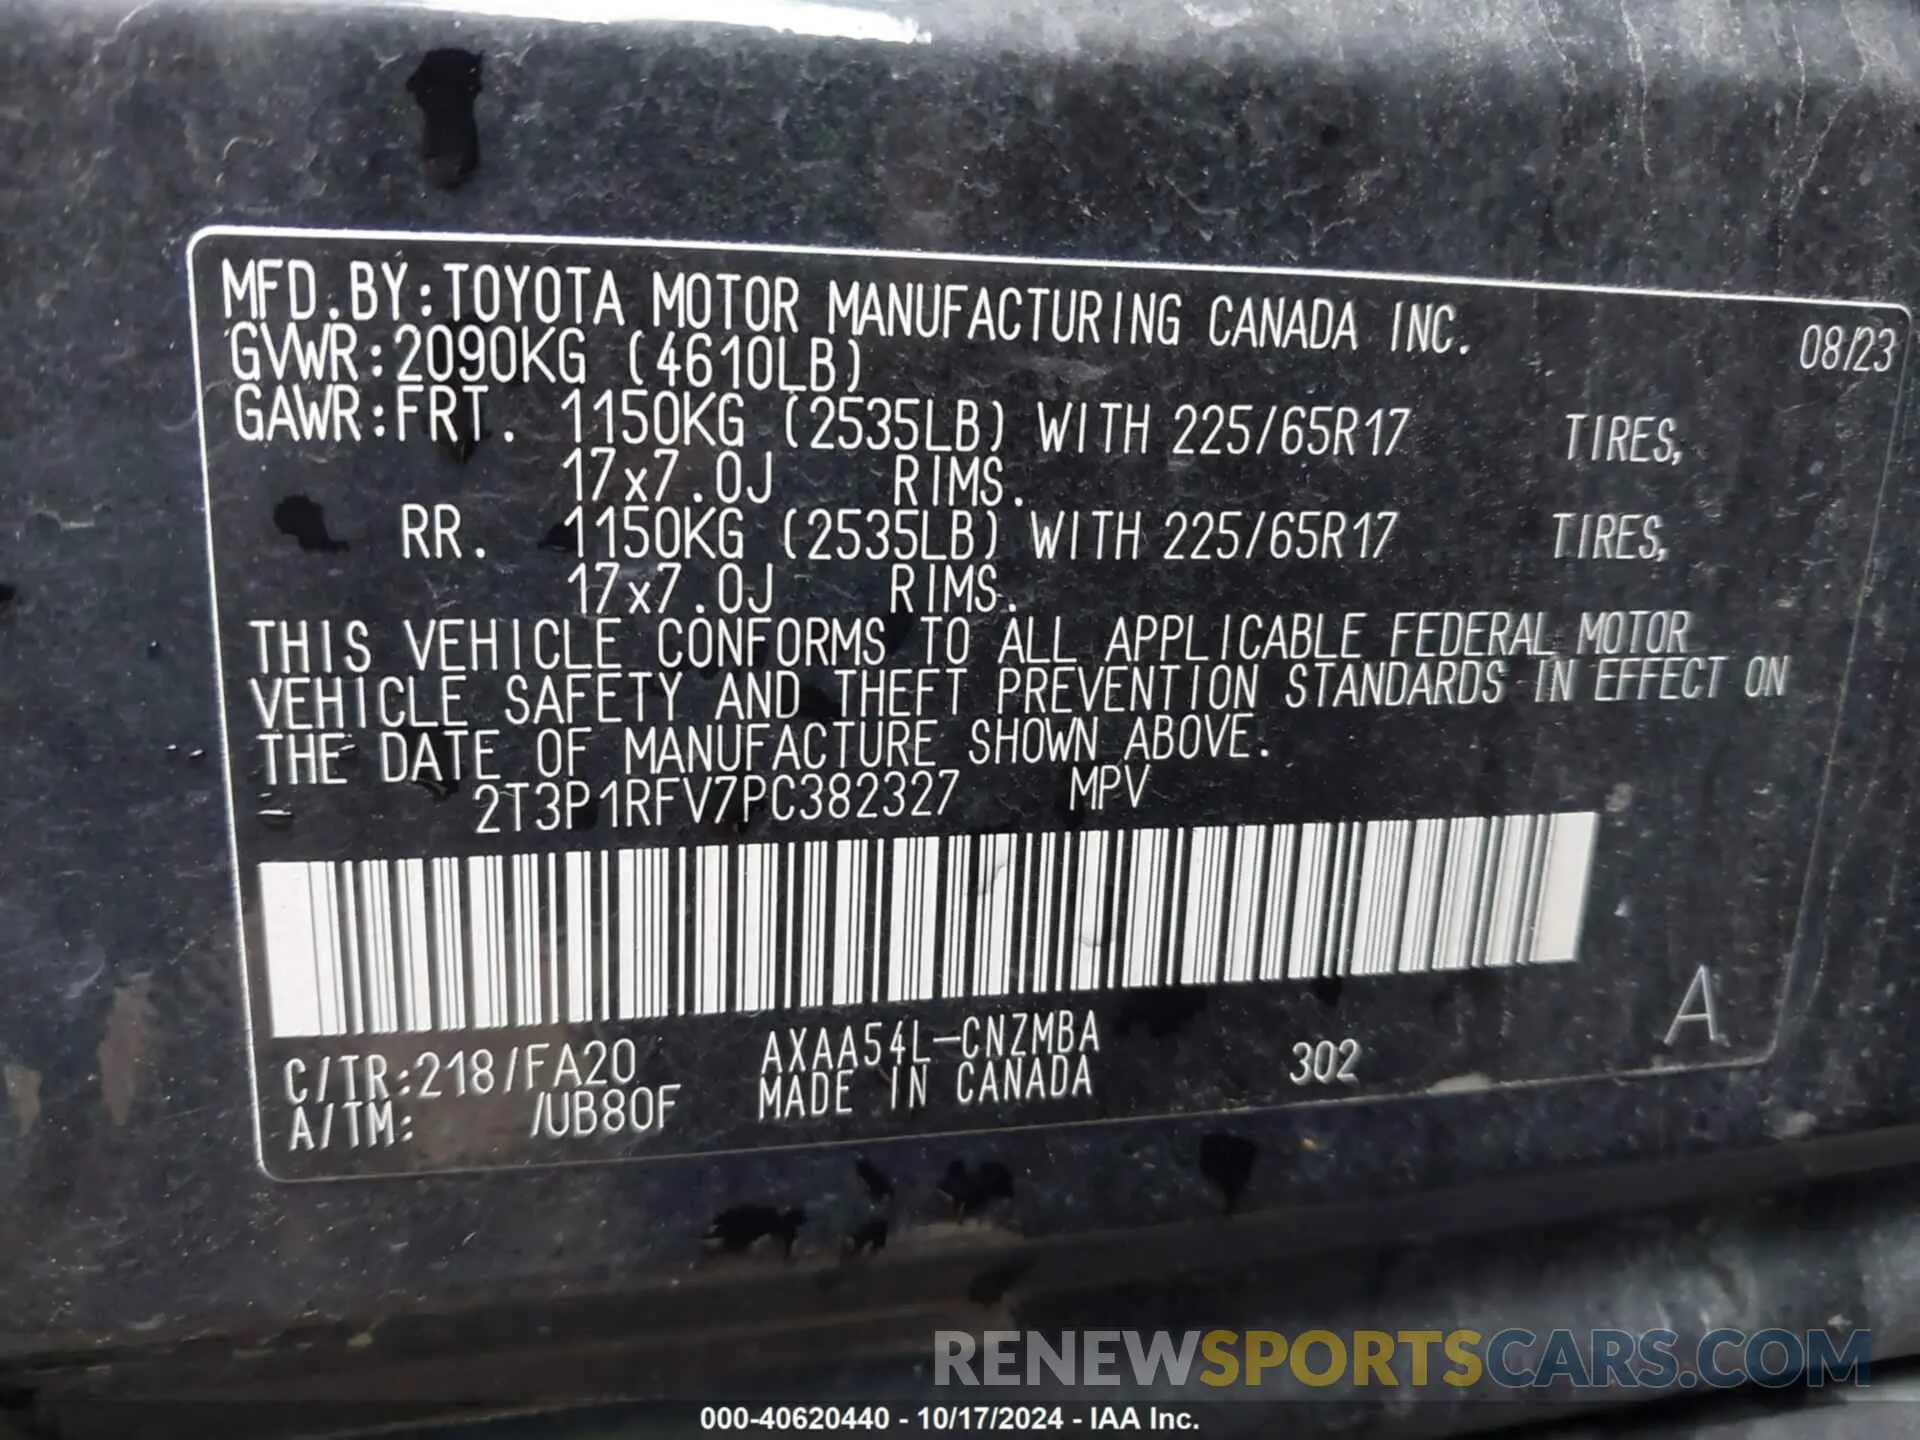 MFD.BY:TOYOTA MOTOR MANUFACTURING CANADA INC. 08/23
GVWR:2090KG (4610LB)
GAWR:FRT. 1150KG (2535LB) WITH 225/65R17 TIRES,
17x7.0J RIMS.
RR. 1150KG (2535LB) WITH 225/65R17 TIRES,
17x7.0J RIMS.
THIS VEHICLE CONFORMS TO ALL APPLICABLE FEDERAL MOTOR
VEHICLE SAFETY AND THEFT PREVENTION STANDARDS IN EFFECT ON
THE DATE OF MANUFACTURE SHOWN ABOVE.
2T3P1RFV7PC382327 MPV
A
C/TR:218/FA20 AXAA54L-CNZMBA 302
A/TM: /UB80F MADE IN CANADA
RENEWSPORTSCARS.COM
000-40620440 - 10/17/2024 - IAA Inc.